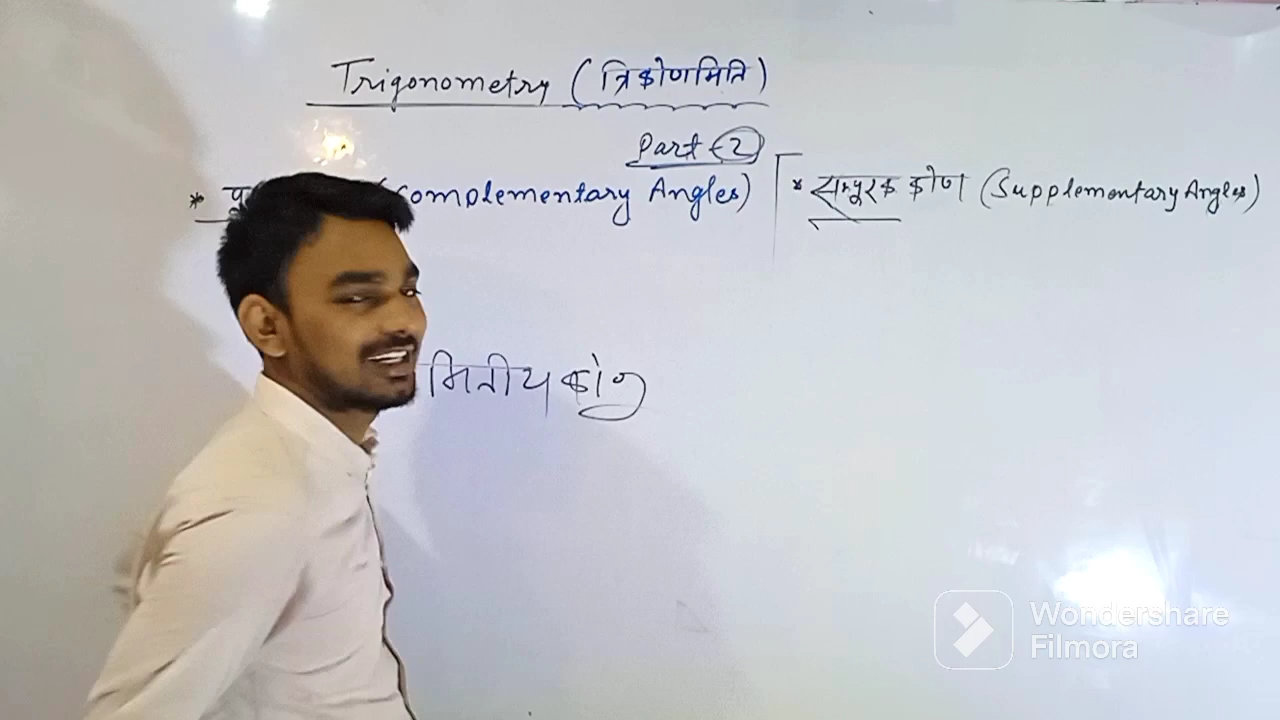 Trigonometry (त्रिकोणमिति)
Part-2
* (Complementary Angles)
* सम्पूरक कोण (Supplementary Angles)
मितीय कोण
Wondershare
Filmora